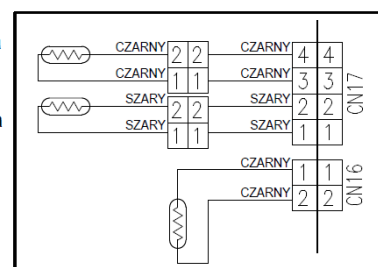 CZARNY 2 2 CZARNY 4 4
CZARNY 1 1 CZARNY 3 3
SZARY 2 2 SZARY 2 2
SZARY 1 1 SZARY 1 1
CN17
CZARNY 1 1
CZARNY 2 2
CN16